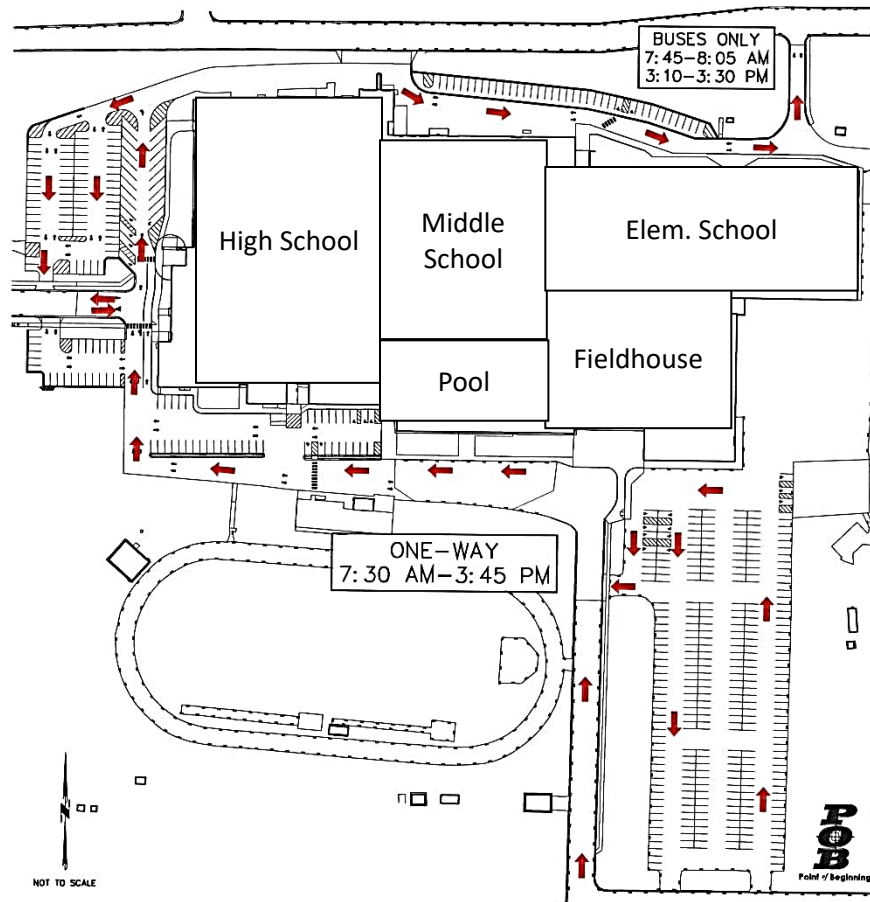 BUSES ONLY
7:45-8:05 AM
3:10-3:30 PM
High School
Middle
School
Elem. School
Fieldhouse
Pool
ONE-WAY
7:30 AM-3:45 PM
N
NOT TO SCALE
POB
Point of Beginning